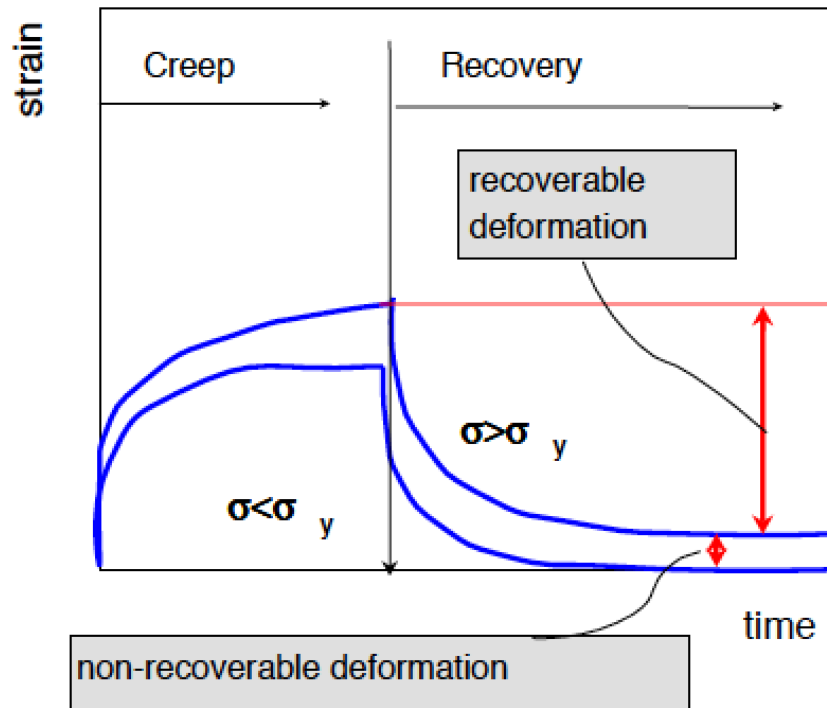 strain
Creep
Recovery
recoverable
deformation
σ>σ y
σ<σ y
time
non-recoverable deformation